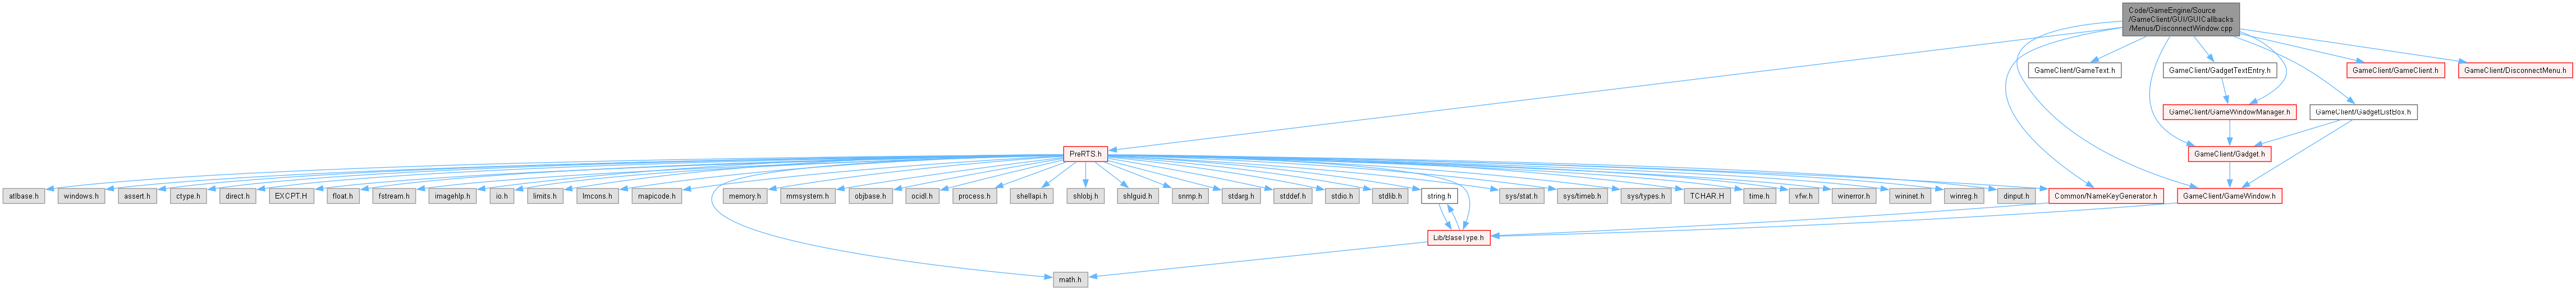 Code/GameEngine/Source
/GameClient/GUI/GUICallbacks
/Menus/DisconnectWindow.cpp
GameClient/GameText.h
GameClient/GadgetTextEntry.h
GameClient/GameClient.h
GameClient/DisconnectMenu.h
GameClient/GameWindowManager.h
GameClient/GadgetListBox.h
PreRTS.h
GameClient/Gadget.h
atlbase.h
windows.h
assert.h
ctype.h
direct.h
EXCPT.H
float.h
fstream.h
imagehlp.h
io.h
limits.h
lmcons.h
mapicode.h
memory.h
mmsystem.h
objbase.h
ocidl.h
process.h
shellapi.h
shlobj.h
shlguid.h
snmp.h
stdarg.h
stddef.h
stdio.h
stdlib.h
string.h
sys/stat.h
sys/timeb.h
sys/types.h
TCHAR.H
time.h
vfw.h
winerror.h
wininet.h
winreg.h
dinput.h
Common/NameKeyGenerator.h
GameClient/GameWindow.h
Lib/BaseType.h
math.h